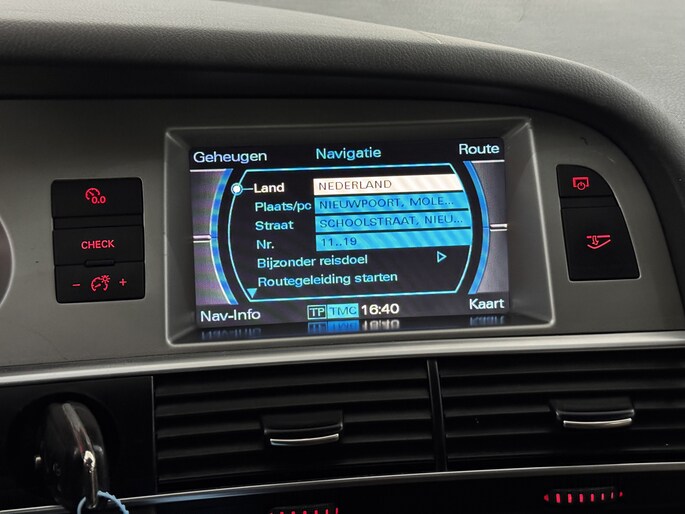 Geheugen Navigatie Route
Land NEDERLAND
Plaats/pc NIEUWPOORT, MOLE...
Straat SCHOOLSTRAAT, NIEU...
Nr. 11..19
Bijzonder reisdoel
Routegeleiding starten
Nav-Info TP TMC 16:40 Kaart
0.0
CHECK
- +